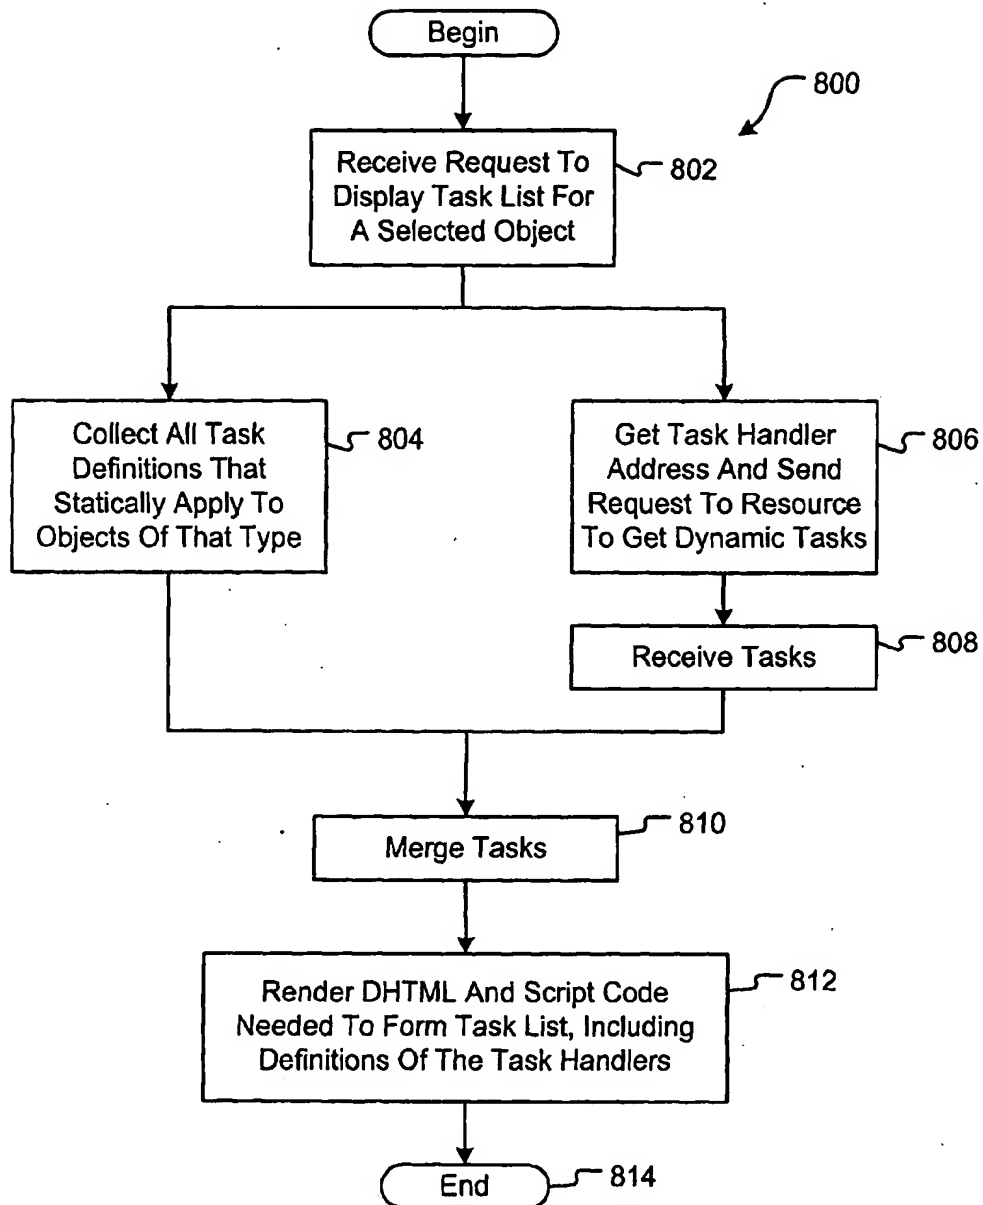 Begin
800
Receive Request To
Display Task List For
A Selected Object
802
Collect All Task
Definitions That
Statically Apply To
Objects Of That Type
804
Get Task Handler
Address And Send
Request To Resource
To Get Dynamic Tasks
806
Receive Tasks
808
Merge Tasks
810
Render DHTML And Script Code
Needed To Form Task List, Including
Definitions Of The Task Handlers
812
End
814